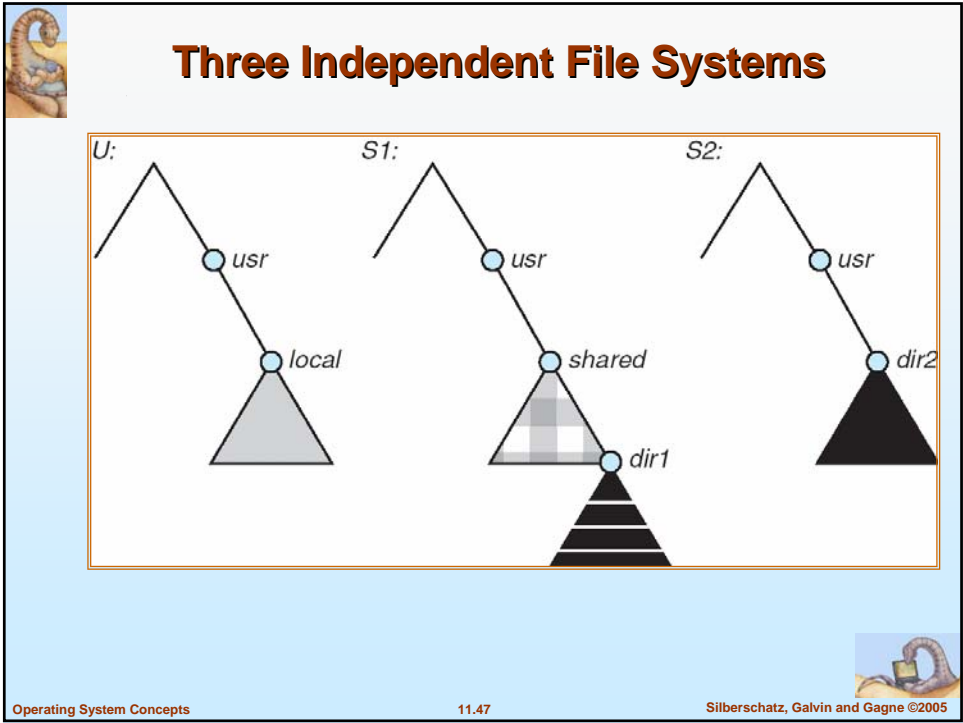 Three Independent File Systems
U:
S1:
S2:
usr
usr
usr
local
shared
dir2
dir1
Operating System Concepts
11.47
Silberschatz, Galvin and Gagne ©2005